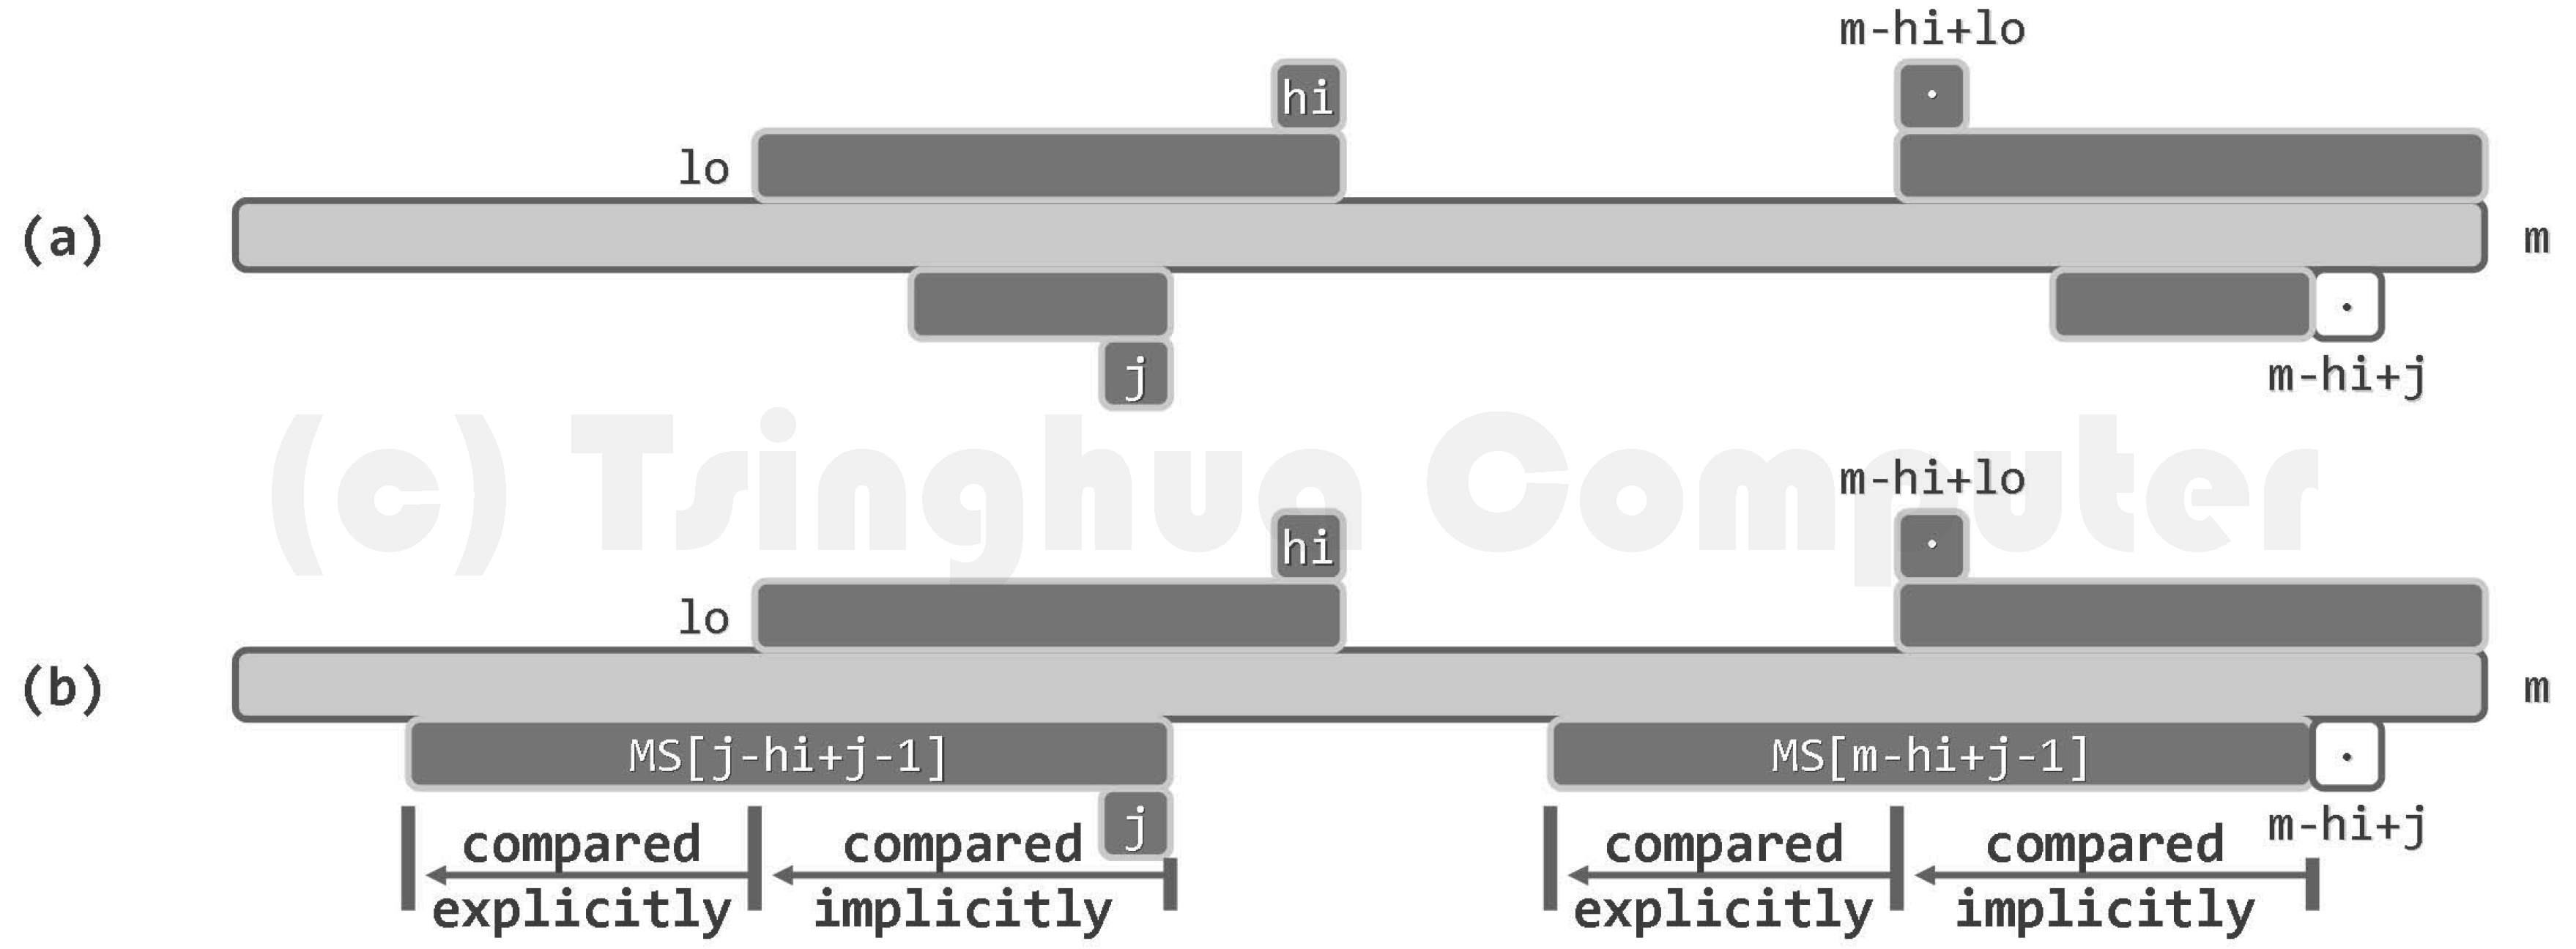 m-hi+lo
hi ·
lo
(a) m
·
j m-hi+j
(c) Tsinghua Computer
m-hi+lo
hi ·
lo
(b) m
MS[j-hi+j-1] MS[m-hi+j-1] ·
j m-hi+j
compared compared compared compared
explicitly implicitly explicitly implicitly